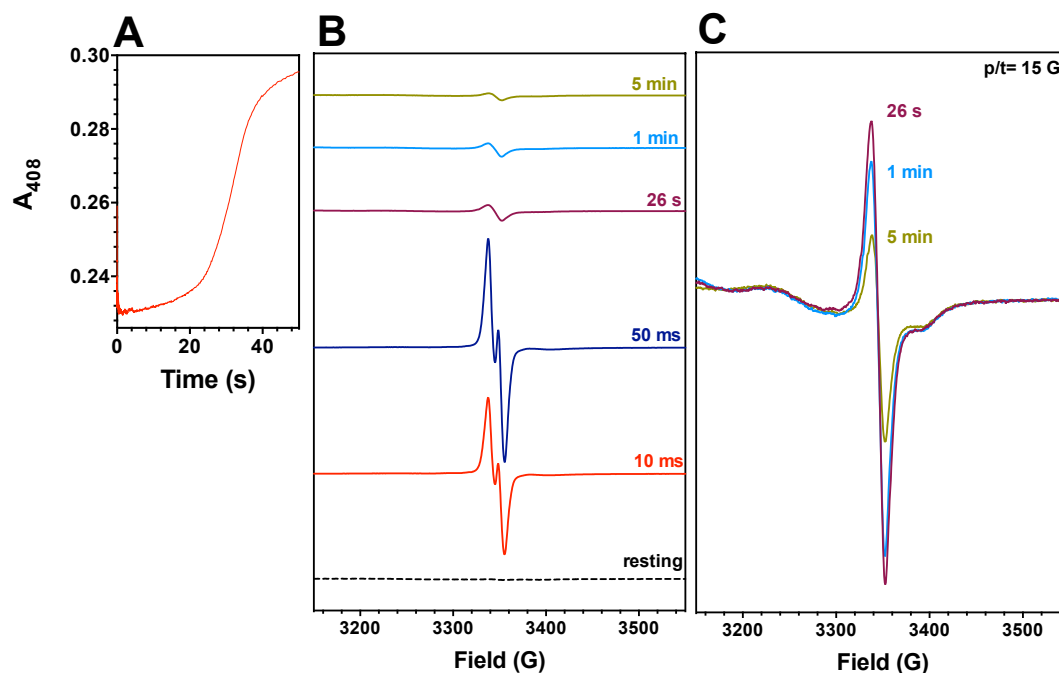 A
0.30
0.28
0.26
0.24
A408
0
20
40
Time (s)
B
5 min
1 min
26 s
50 ms
10 ms
resting
3200
3300
3400
3500
Field (G)
C
p/t= 15 G
26 s
1 min
5 min
3200
3300
3400
3500
Field (G)